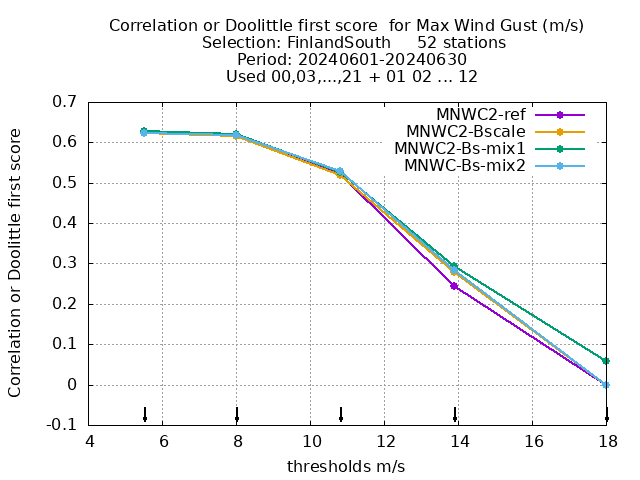 Correlation or Doolittle first score  for Max Wind Gust (m/s)
Selection: FinlandSouth     52 stations
Period: 20240601-20240630
Used 00,03,...,21 + 01 02 ... 12
Correlation or Doolittle first score
0.7
0.6
0.5
0.4
0.3
0.2
0.1
0
-0.1
MNWC2-ref
MNWC2-Bscale
MNWC2-Bs-mix1
MNWC-Bs-mix2
4 6 8 10 12 14 16 18
thresholds m/s